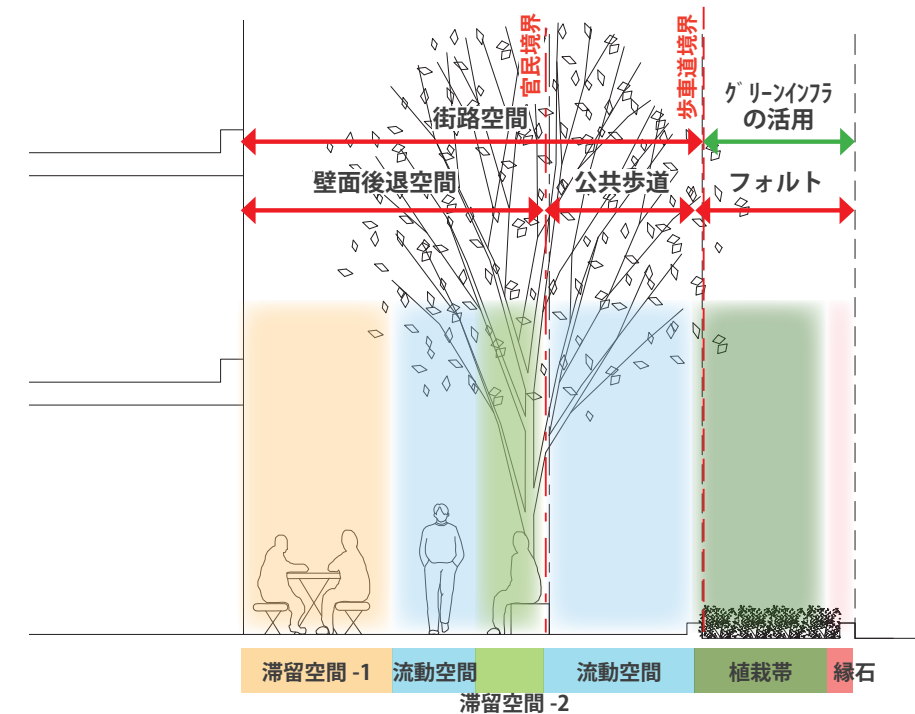 官民境界
歩車道境界
グリーンインフラ
の活用
街路空間
壁面後退空間
公共歩道
フォルト
滞留空間 -1
流動空間
流動空間
植栽帯
縁石
滞留空間 -2